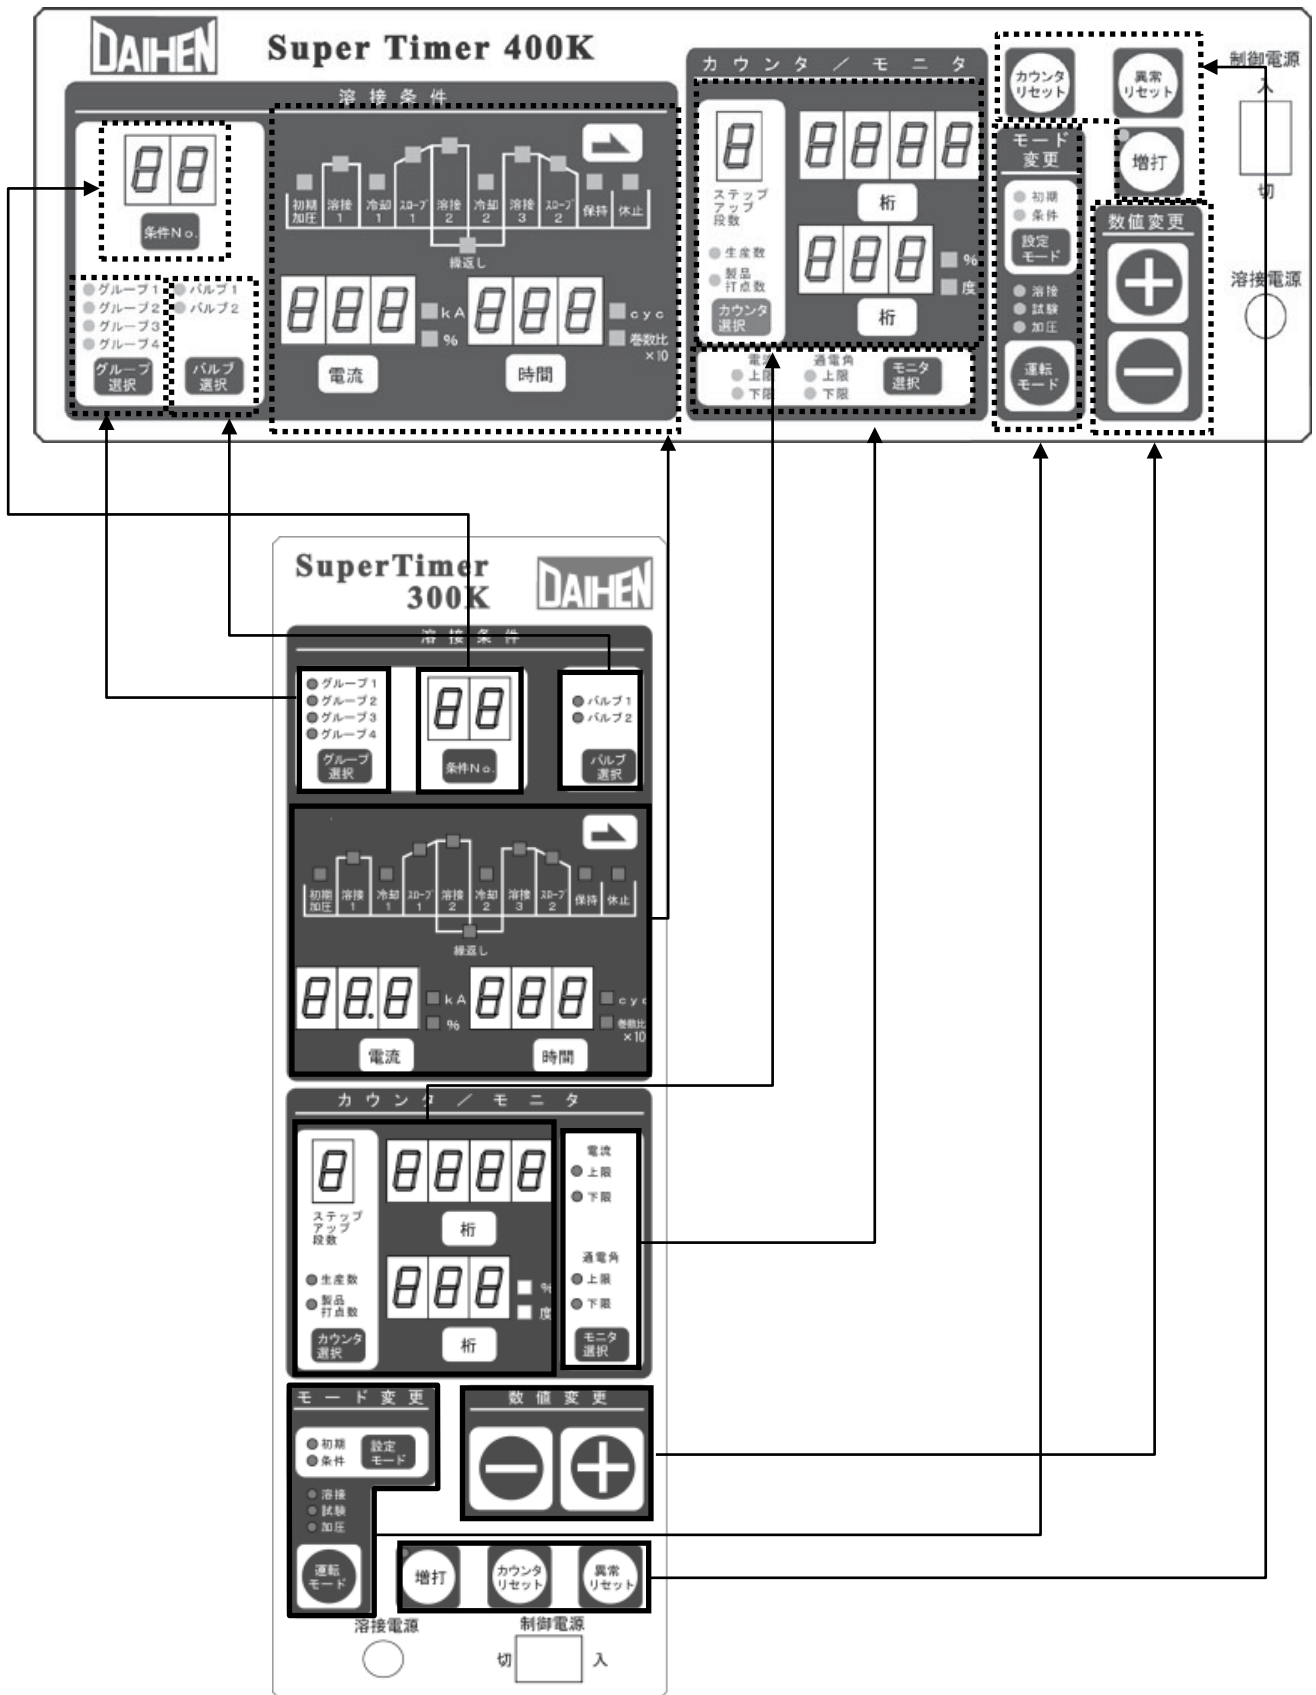 DAIHEN
Super Timer 400K
溶接条件
条件No.
グループ1
グループ2
グループ3
グループ4
グループ
選択
バルブ1
バルブ2
バルブ
選択
初期
加圧
溶接
1
冷却
1
スロープ
1
溶接
2
冷却
2
溶接
3
スロープ
2
保持
休止
繰返し
kA
%
電流
cyc
巻数比
×10
時間
カウンタ/モニタ
ステップ
アップ
段数
生産数
製品
打点数
カウンタ
選択
桁
%
度
桁
電流
上限
下限
通電角
上限
下限
モニタ
選択
カウンタ
リセット
異常
リセット
増打
モード
変更
初期
条件
設定
モード
溶接
試験
加圧
運転
モード
数値変更
制御電源
入
切
溶接電源
SuperTimer
300K
DAIHEN
溶接条件
グループ1
グループ2
グループ3
グループ4
グループ
選択
条件No.
バルブ1
バルブ2
バルブ
選択
初期
加圧
溶接
1
冷却
1
スロープ
1
溶接
2
冷却
2
溶接
3
スロープ
2
保持
休止
繰返し
kA
%
電流
cyc
巻数比
×10
時間
カウンタ/モニタ
ステップ
アップ
段数
生産数
製品
打点数
カウンタ
選択
桁
%
度
桁
電流
上限
下限
通電角
上限
下限
モニタ
選択
モード変更
初期
条件
設定
モード
溶接
試験
加圧
運転
モード
数値変更
増打
カウンタ
リセット
異常
リセット
溶接電源
制御電源
切
入